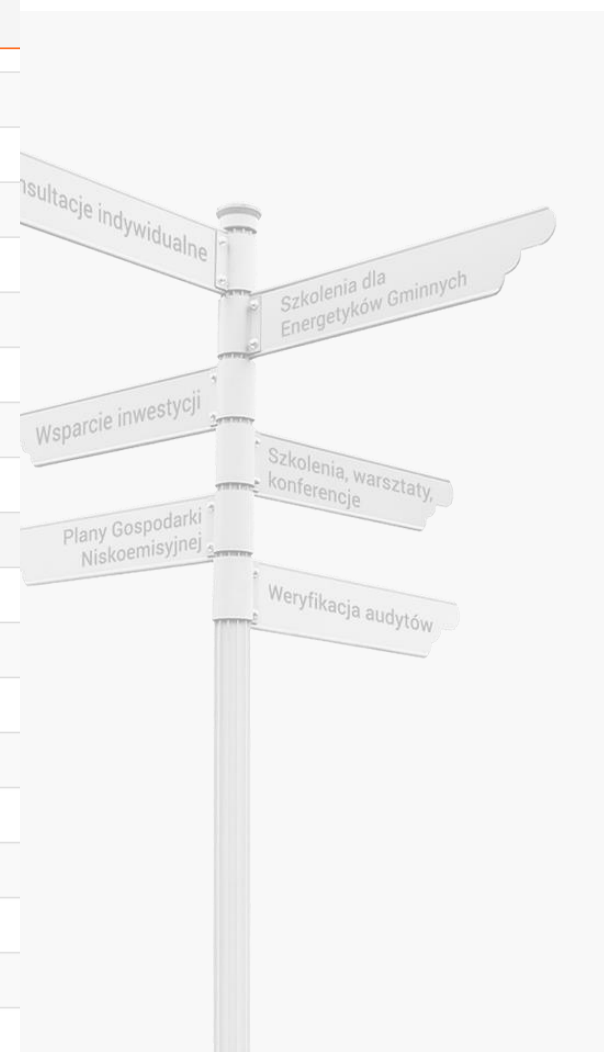 nsultacje indywidualne
Szkolenia dla
Energetyków Gminnych
Wsparcie inwestycji
Szkolenia, warsztaty,
konferencje
Plany Gospodarki
Niskoemisyjnej
Weryfikacja audytów